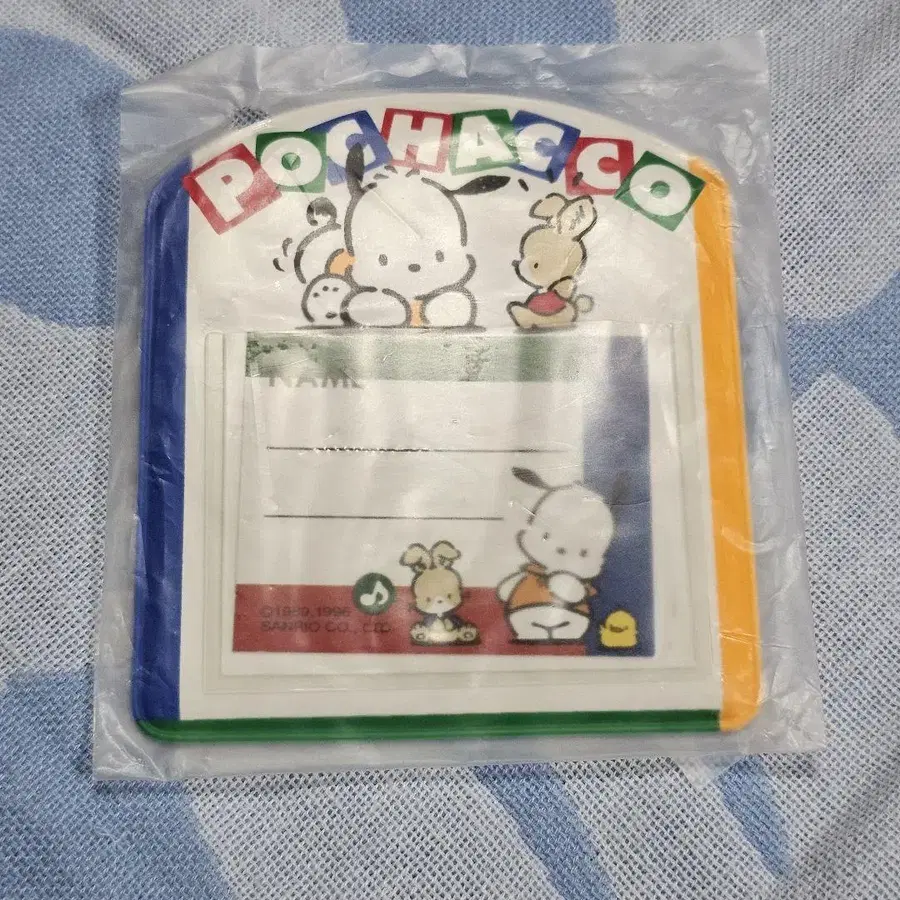 POCHACCO
NAME
©1989, 1996
SANRIO CO., LTD.